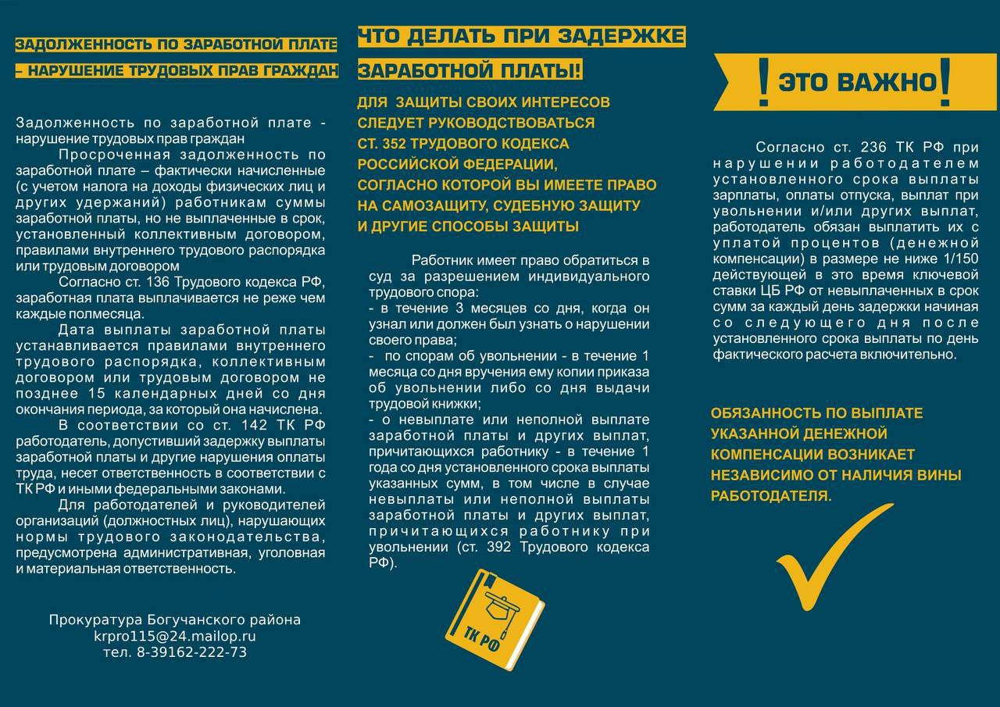 ЗАДОЛЖЕННОСТЬ ПО ЗАРАБОТНОЙ ПЛАТЕ
– НАРУШЕНИЕ ТРУДОВЫХ ПРАВ ГРАЖДАН
Задолженность по заработной плате -
нарушение трудовых прав граждан
Просроченная задолженность по
заработной плате – фактически начисленные
(с учетом налога на доходы физических лиц и
других удержаний) работникам суммы
заработной платы, но не выплаченные в срок,
установленный коллективным договором,
правилами внутреннего трудового распорядка
или трудовым договором
Согласно ст. 136 Трудового кодекса РФ,
заработная плата выплачивается не реже чем
каждые полмесяца.
Дата выплаты заработной платы
устанавливается правилами внутреннего
трудового распорядка, коллективным
договором или трудовым договором не
позднее 15 календарных дней со дня
окончания периода, за который она начислена.
В соответствии со ст. 142 ТК РФ
работодатель, допустивший задержку выплаты
заработной платы и другие нарушения оплаты
труда, несет ответственность в соответствии с
ТК РФ и иными федеральными законами.
Для работодателей и руководителей
организаций (должностных лиц), нарушающих
нормы трудового законодательства,
предусмотрена административная, уголовная
и материальная ответственность.
Прокуратура Богучанского района
krpro115@24.mailop.ru
тел. 8-39162-222-73
ЧТО ДЕЛАТЬ ПРИ ЗАДЕРЖКЕ
ЗАРАБОТНОЙ ПЛАТЫ!
ДЛЯ ЗАЩИТЫ СВОИХ ИНТЕРЕСОВ
СЛЕДУЕТ РУКОВОДСТВОВАТЬСЯ
СТ. 352 ТРУДОВОГО КОДЕКСА
РОССИЙСКОЙ ФЕДЕРАЦИИ,
СОГЛАСНО КОТОРОЙ ВЫ ИМЕЕТЕ ПРАВО
НА САМОЗАЩИТУ, СУДЕБНУЮ ЗАЩИТУ
И ДРУГИЕ СПОСОБЫ ЗАЩИТЫ
Работник имеет право обратиться в
суд за разрешением индивидуального
трудового спора:
- в течение 3 месяцев со дня, когда он
узнал или должен был узнать о нарушении
своего права;
- по спорам об увольнении - в течение 1
месяца со дня вручения ему копии приказа
об увольнении либо со дня выдачи
трудовой книжки;
- о невыплате или неполной выплате
заработной платы и других выплат,
причитающихся работнику - в течение 1
года со дня установленного срока выплаты
указанных сумм, в том числе в случае
невыплаты или неполной выплаты
заработной платы и других выплат,
причитающихся работнику при
увольнении (ст. 392 Трудового кодекса
РФ).
ТК РФ
! ЭТО ВАЖНО !
Согласно ст. 236 ТК РФ при
нарушении работодателем
установленного срока выплаты
зарплаты, оплаты отпуска, выплат при
увольнении и/или других выплат,
работодатель обязан выплатить их с
уплатой процентов (денежной
компенсации) в размере не ниже 1/150
действующей в это время ключевой
ставки ЦБ РФ от невыплаченных в срок
сумм за каждый день задержки начиная
со следующего дня после
установленного срока выплаты по день
фактического расчета включительно.
ОБЯЗАННОСТЬ ПО ВЫПЛАТЕ
УКАЗАННОЙ ДЕНЕЖНОЙ
КОМПЕНСАЦИИ ВОЗНИКАЕТ
НЕЗАВИСИМО ОТ НАЛИЧИЯ ВИНЫ
РАБОТОДАТЕЛЯ.